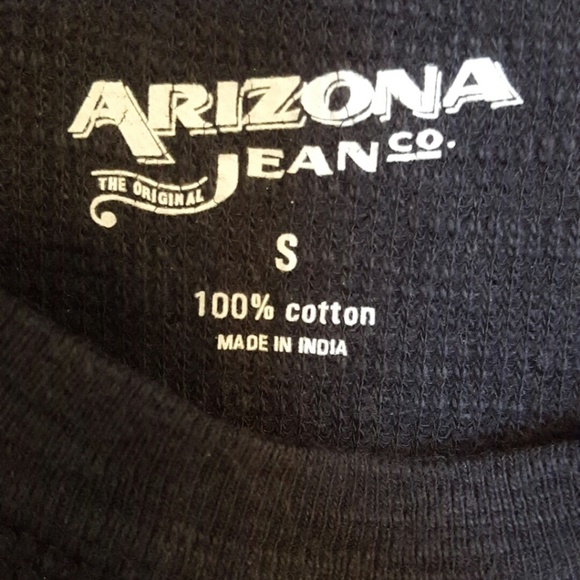 ARIZONA
JEAN CO.
THE ORIGINAL
S
100% cotton
MADE IN INDIA